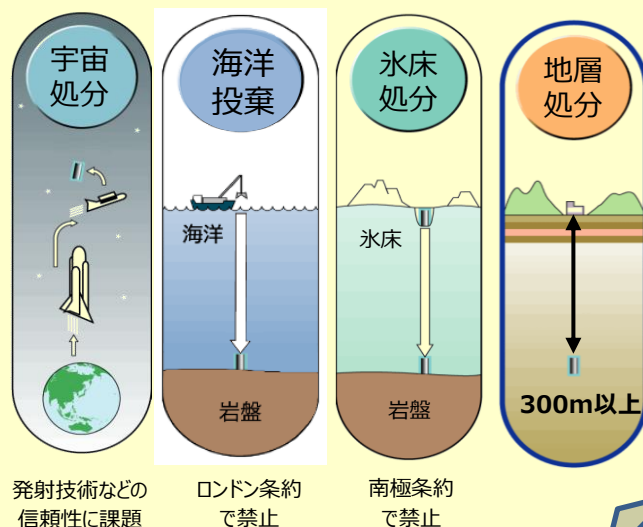 宇宙
処分
海洋
投棄
氷床
処分
地層
処分
海洋
氷床
岩盤
岩盤
300m以上
発射技術などの
信頼性に課題
ロンドン条約
で禁止
南極条約
で禁止